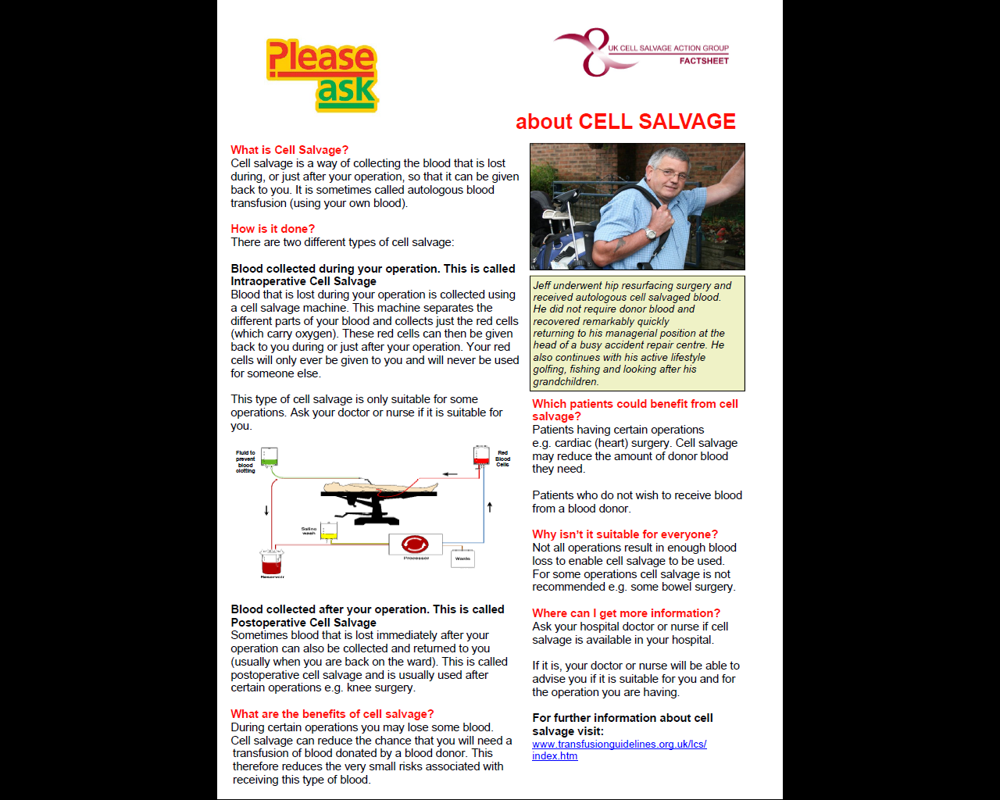 Please
ask
UK CELL SALVAGE ACTION GROUP
FACTSHEET
about CELL SALVAGE
What is Cell Salvage?
Cell salvage is a way of collecting the blood that is lost
during, or just after your operation, so that it can be given
back to you. It is sometimes called autologous blood
transfusion (using your own blood).
How is it done?
There are two different types of cell salvage:
Blood collected during your operation. This is called
Intraoperative Cell Salvage
Blood that is lost during your operation is collected using
a cell salvage machine. This machine separates the
different parts of your blood and collects just the red cells
(which carry oxygen). These red cells can then be given
back to you during or just after your operation. Your red
cells will only ever be given to you and will never be used
for someone else.
This type of cell salvage is only suitable for some
operations. Ask your doctor or nurse if it is suitable for
you.
Fluid to
prevent
blood
clotting
Red
Blood
Cells
Saline
wash
Processor
Waste
Reservoir
Blood collected after your operation. This is called
Postoperative Cell Salvage
Sometimes blood that is lost immediately after your
operation can also be collected and returned to you
(usually when you are back on the ward). This is called
postoperative cell salvage and is usually used after
certain operations e.g. knee surgery.
What are the benefits of cell salvage?
During certain operations you may lose some blood.
Cell salvage can reduce the chance that you will need a
transfusion of blood donated by a blood donor. This
therefore reduces the very small risks associated with
receiving this type of blood.
Jeff underwent hip resurfacing surgery and
received autologous cell salvaged blood.
He did not require donor blood and
recovered remarkably quickly
returning to his managerial position at the
head of a busy accident repair centre. He
also continues with his active lifestyle
golfing, fishing and looking after his
grandchildren.
Which patients could benefit from cell
salvage?
Patients having certain operations
e.g. cardiac (heart) surgery. Cell salvage
may reduce the amount of donor blood
they need.
Patients who do not wish to receive blood
from a blood donor.
Why isn't it suitable for everyone?
Not all operations result in enough blood
loss to enable cell salvage to be used.
For some operations cell salvage is not
recommended e.g. some bowel surgery.
Where can I get more information?
Ask your hospital doctor or nurse if cell
salvage is available in your hospital.
If it is, your doctor or nurse will be able to
advise you if it is suitable for you and for
the operation you are having.
For further information about cell
salvage visit:
www.transfusionguidelines.org.uk/lcs/
index.htm